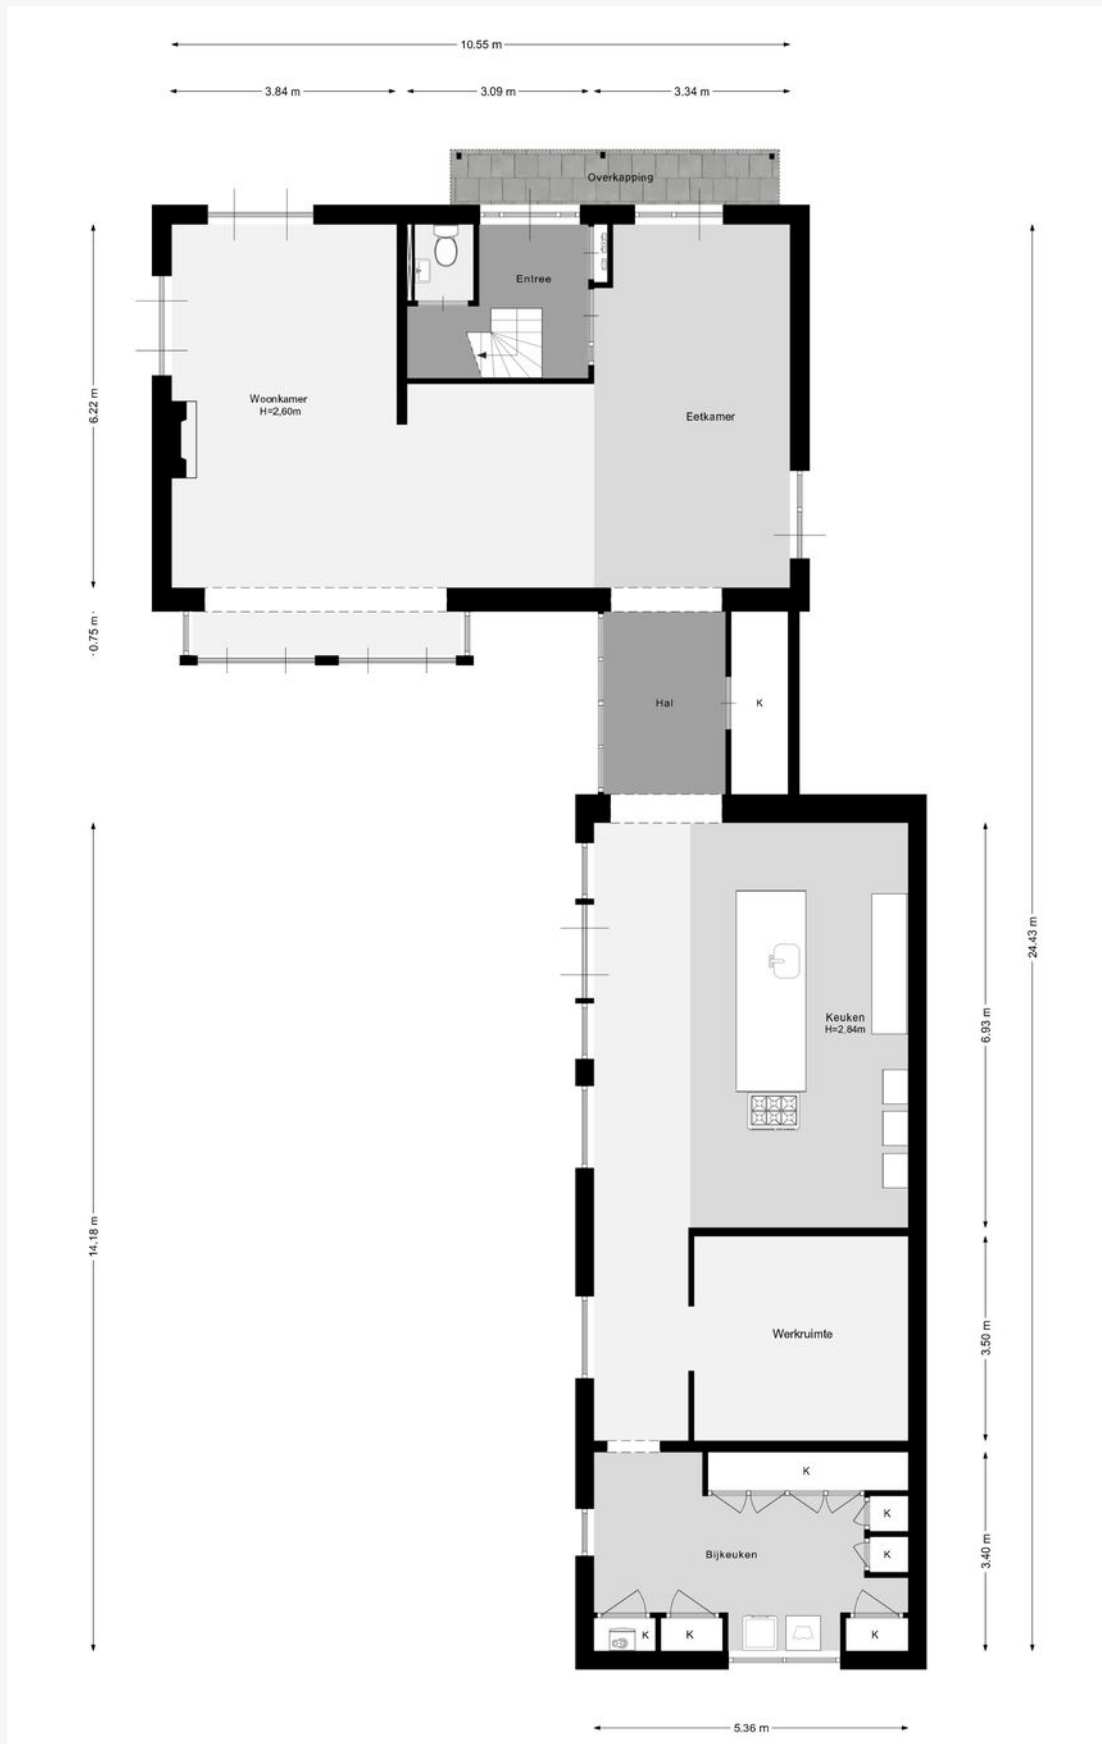 10.55 m
3.84 m
3.09 m
3.34 m
Overkapping
Entree
Woonkamer
H=2,60m
Eetkamer
6.22 m
0.75 m
Hal
K
24.43 m
Keuken
H=2,84m
6.93 m
14.18 m
Werkruimte
3.50 m
K
K
Bijkeuken
K
3.40 m
K
K
K
5.36 m